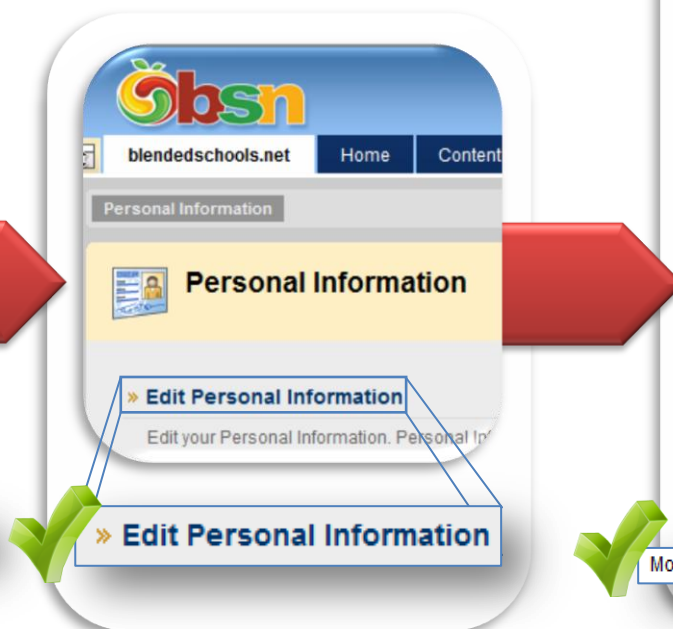 bsn
blendedschools.net Home Content
Personal Information
Personal Information
» Edit Personal Information
Edit your Personal Information. Personal
» Edit Personal Information